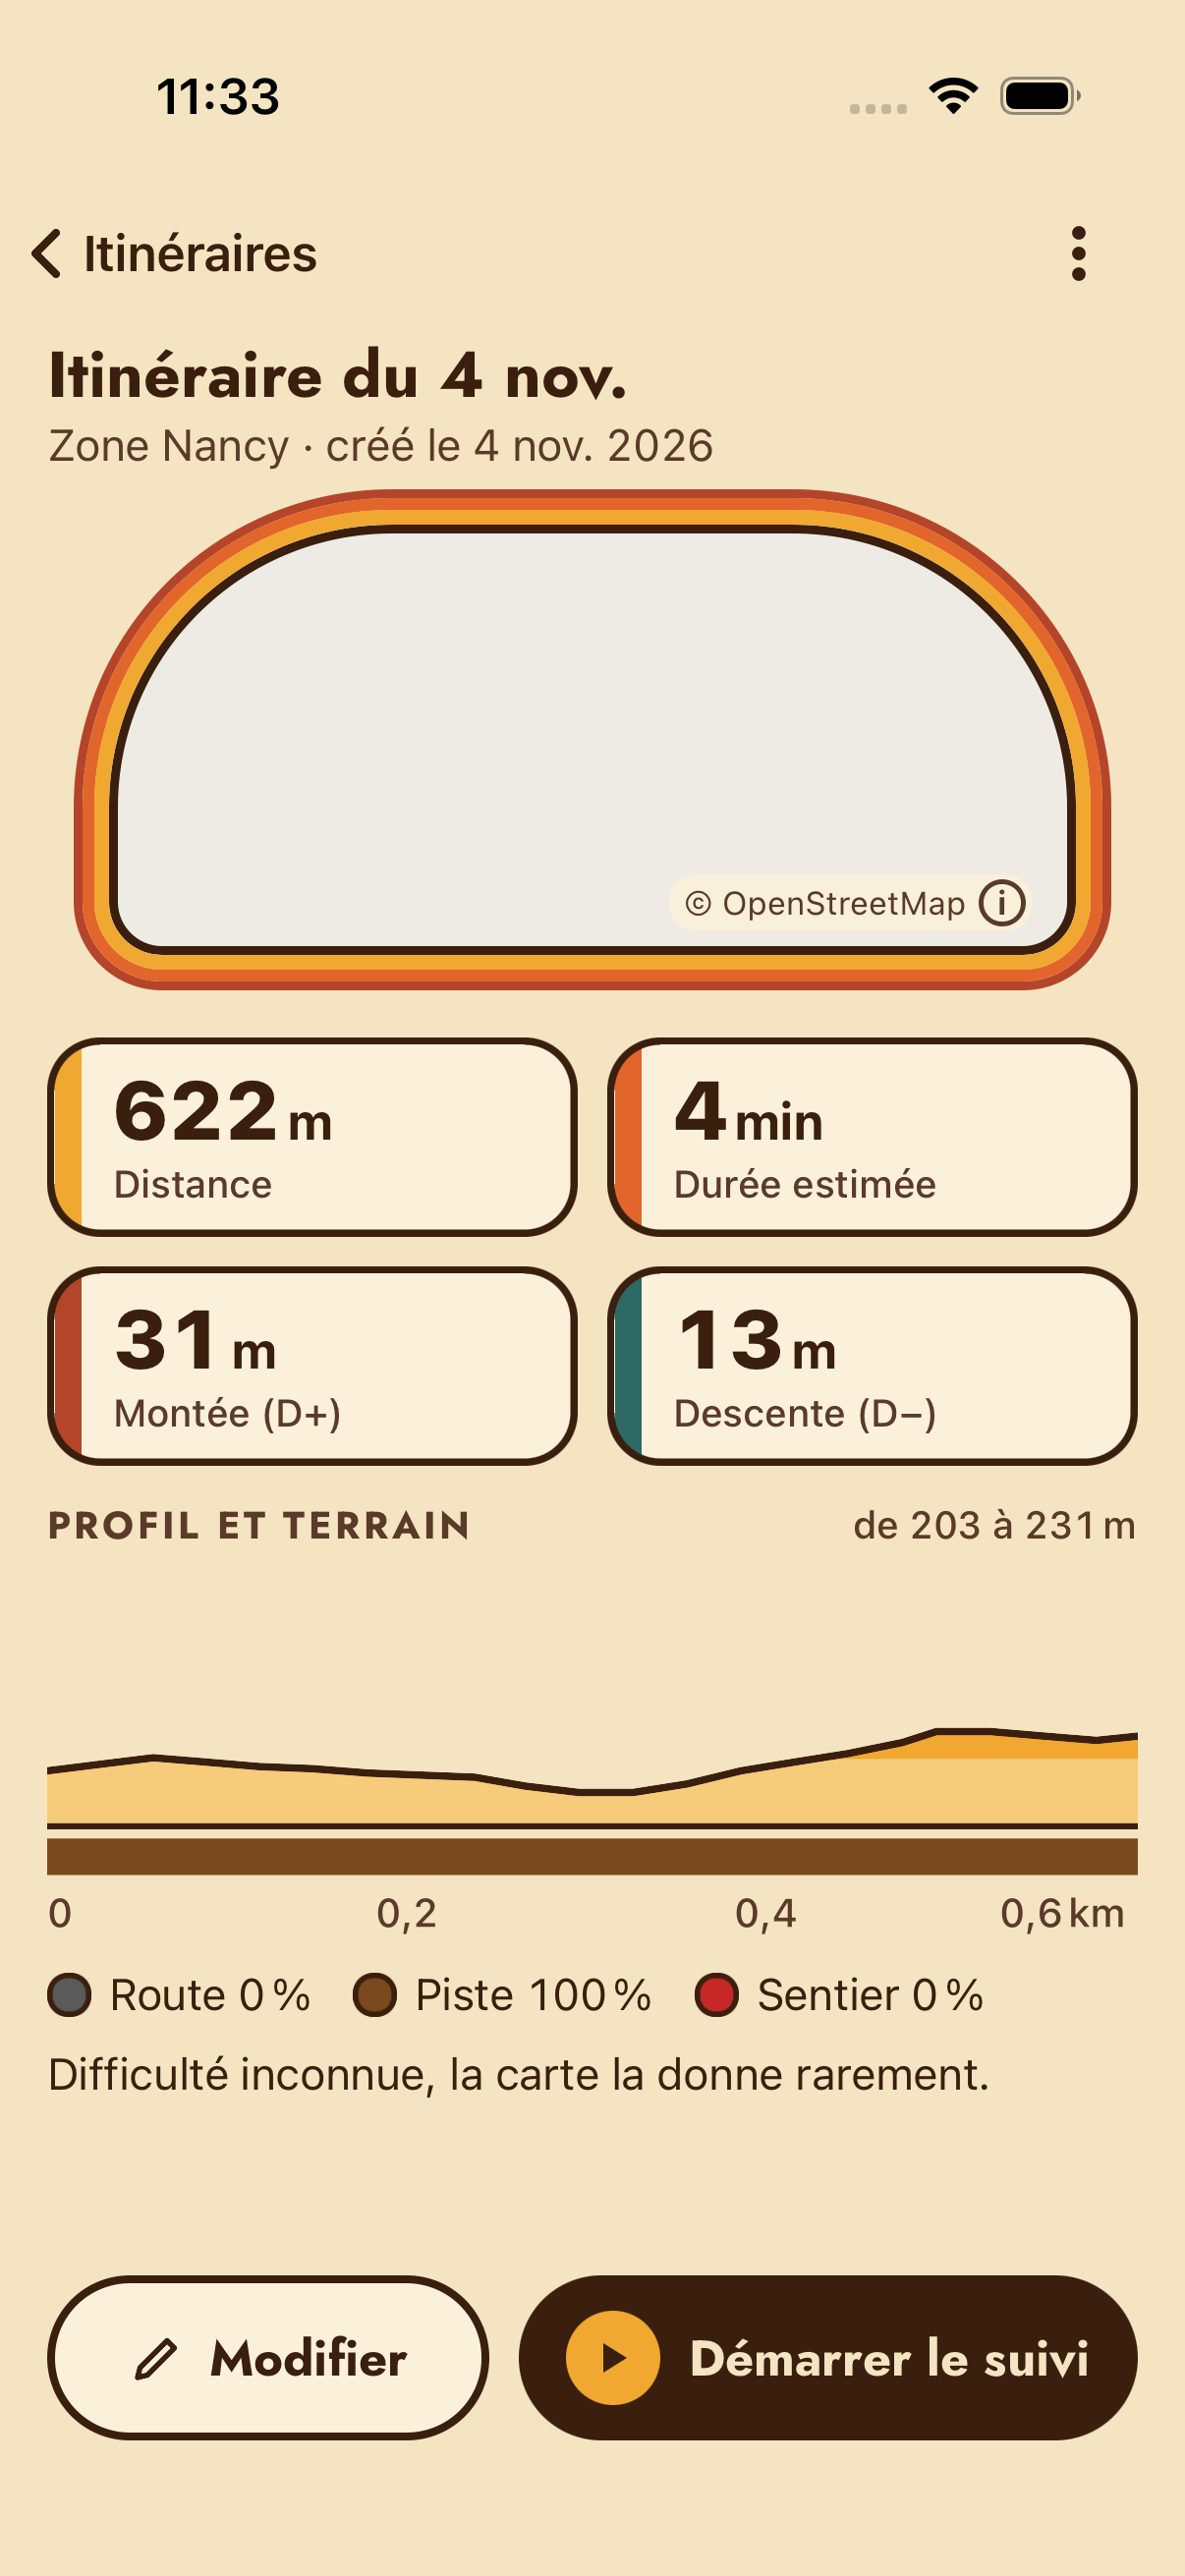 11:33
Itinéraires
Itinéraire du 4 nov.
Zone Nancy · créé le 4 nov. 2026
© OpenStreetMap i
622 m
Distance
4 min
Durée estimée
31 m
Montée (D+)
13 m
Descente (D−)
PROFIL ET TERRAIN
de 203 à 231 m
0 0,2 0,4 0,6 km
Route 0 % Piste 100 % Sentier 0 %
Difficulté inconnue, la carte la donne rarement.
Modifier
Démarrer le suivi